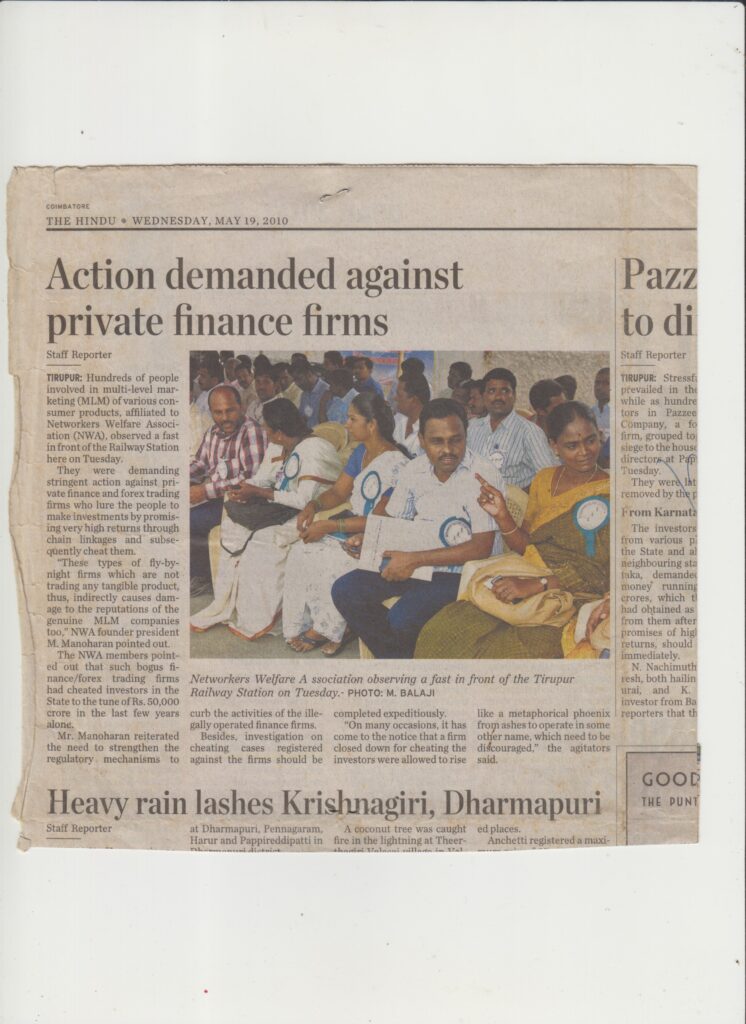 COIMBATORE
THE HINDU • WEDNESDAY, MAY 19, 2010
Action demanded against
private finance firms
Staff Reporter
TIRUPUR: Hundreds of people
involved in multi-level mar-
keting (MLM) of various con-
sumer products, affiliated to
Networkers Welfare Associ-
ation (NWA), observed a fast
in front of the Railway Station
here on Tuesday.
They were demanding
stringent action against pri-
vate finance and forex trading
firms who lure the people to
make investments by promis-
ing very high returns through
chain linkages and subse-
quently cheat them.
"These types of fly-by-
night firms which are not
trading any tangible product,
thus, indirectly causes dam-
age to the reputations of the
genuine MLM companies
too," NWA founder president
M. Manoharan pointed out.
The NWA members point-
ed out that such bogus fi-
nance/forex trading firms
had cheated investors in the
State to the tune of Rs. 50,000
crore in the last few years
alone.
Mr. Manoharan reiterated
the need to strengthen the
regulatory mechanisms to
Networkers Welfare A ssociation observing a fast in front of the Tirupur
Railway Station on Tuesday.- PHOTO: M. BALAJI
curb the activities of the ille-
gally operated finance firms.
Besides, investigation on
cheating cases registered
against the firms should be
completed expeditiously.
"On many occasions, it has
come to the notice that a firm
closed down for cheating the
investors were allowed to rise
like a metaphorical phoenix
from ashes to operate in some
other name, which need to be
discouraged," the agitators
said.
Pazz
to di
Staff Reporter
TIRUPUR: Stressf
prevailed in the
while as hundre
tors in Pazzee
Company, a fo
firm, grouped to
siege to the hous
directors at
Tuesday.
They were
removed by the p
From Karnat
The investors
from various p
the State and al
neighbouring sta
taka, demanded
money' running
crores, which t
had obtained as
from them after
promises of hig
returns, should
immediately.
N. Nachimuth
resh, both hailin
urai, and K.
investor from Ba
reporters that th
GOOD
THE PUNT
Heavy rain lashes Krishnagiri, Dharmapuri
Staff Reporter
at Dharmapuri, Pennagaram,
Harur and Pappireddipatti in
Dharmapuri district.
A coconut tree was caught
fire in the lightning at Theer-
ed places.
Anchetti registered a maxi-